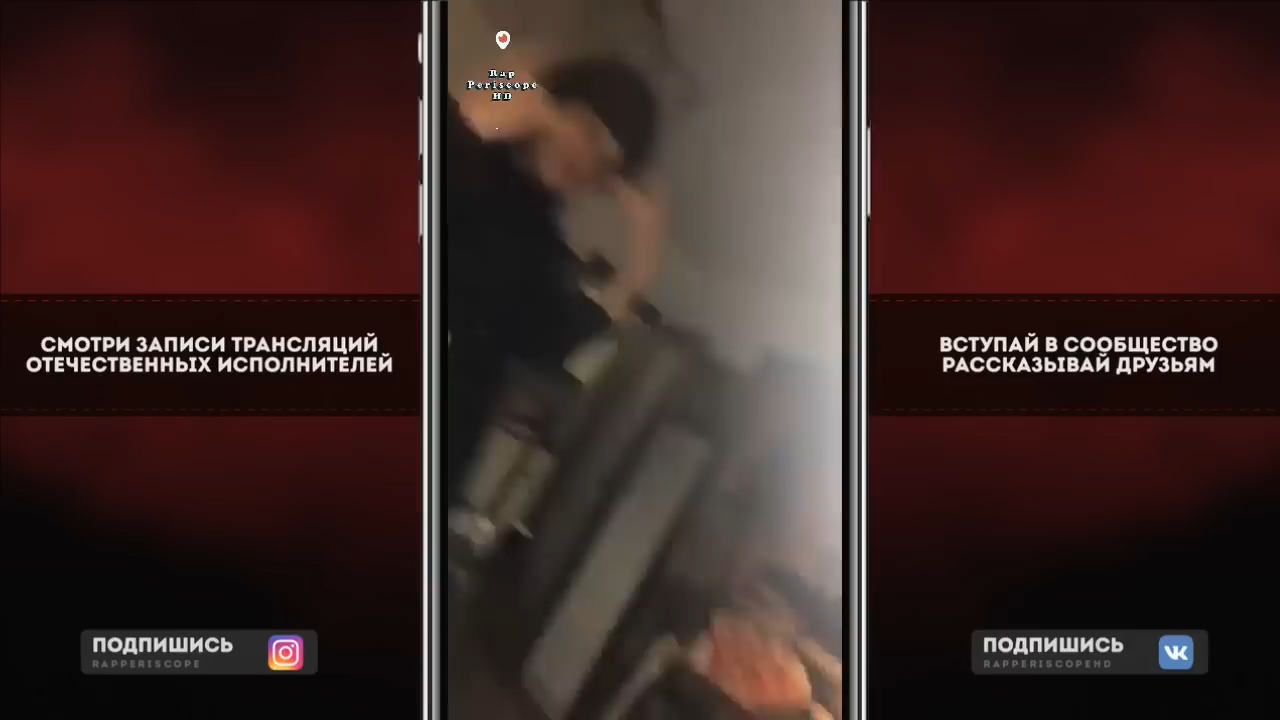 Rap
Periscope
HD
СМОТРИ ЗАПИСИ ТРАНСЛЯЦИЙ
ОТЕЧЕСТВЕННЫХ ИСПОЛНИТЕЛЕЙ
ВСТУПАЙ В СООБЩЕСТВО
РАССКАЗЫВАЙ ДРУЗЬЯМ
ПОДПИШИСЬ
RAPPERISCOPE
ПОДПИШИСЬ
RAPPERISCOPEHD